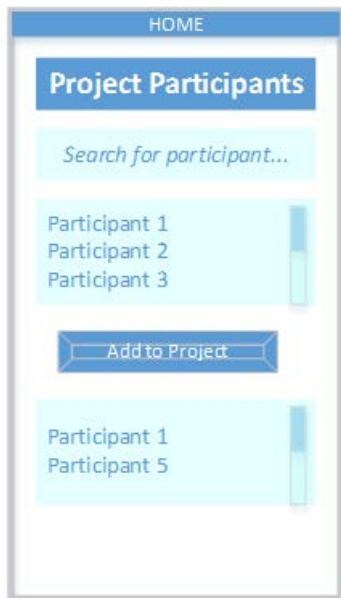 HOME
Project Participants
Search for participant...
Participant 1
Participant 2
Participant 3
Add to Project
Participant 1
Participant 5